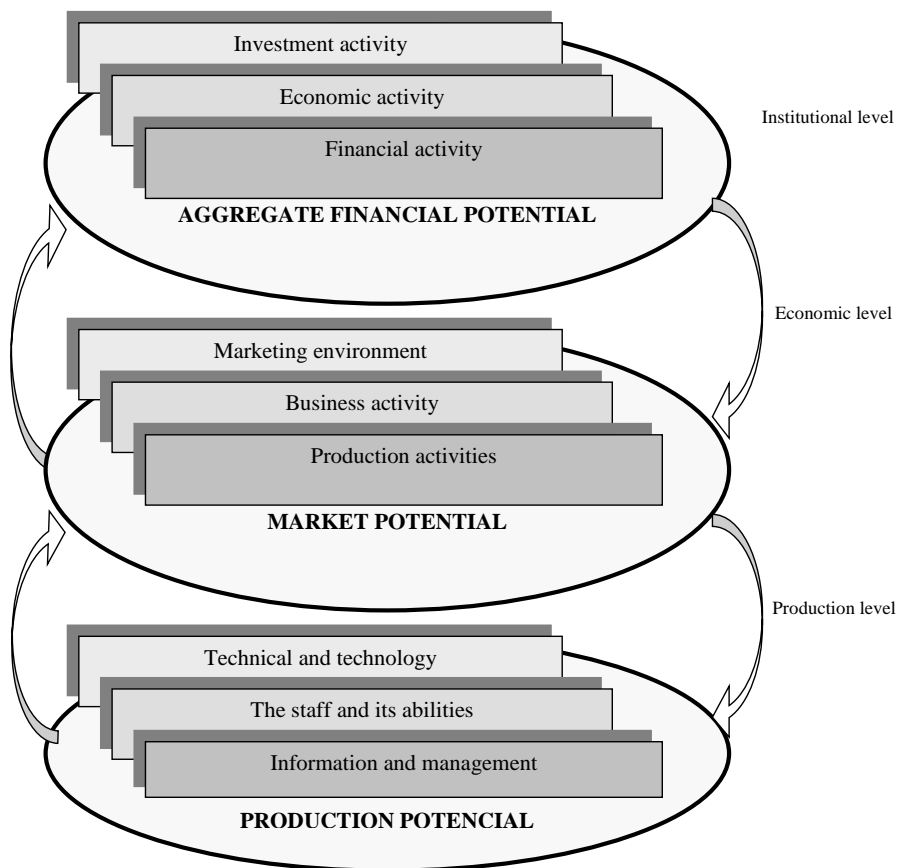 Investment activity
Economic activity
Institutional level
Financial activity
AGGREGATE FINANCIAL POTENTIAL
Economic level
Marketing environment
Business activity
Production activities
MARKET POTENTIAL
Production level
Technical and technology
The staff and its abilities
Information and management
PRODUCTION POTENCIAL